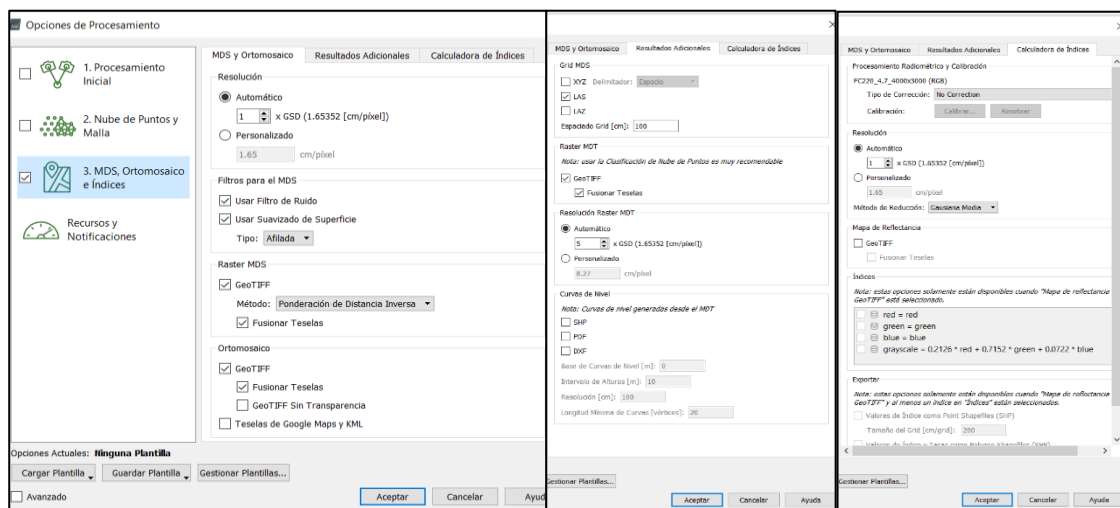 Opciones de Procesamiento
1. Procesamiento
Inicial
2. Nube de Puntos y
Malla
3. MDS, Ortomosaico
e Índices
Recursos y
Notificaciones
MDS y Ortomosaico Resultados Adicionales Calculadora de Índices
Resolución
Automático
1 x GSD (1.65352 [cm/píxel])
Personalizado
1.65 cm/píxel
Filtros para el MDS
Usar Filtro de Ruido
Usar Suavizado de Superficie
Tipo: Afilada
Raster MDS
GeoTIFF
Método: Ponderación de Distancia Inversa
Fusionar Teselas
Ortomosaico
GeoTIFF
Fusionar Teselas
GeoTIFF Sin Transparencia
Teselas de Google Maps y KML
Opciones Actuales: Ninguna Plantilla
Cargar Plantilla Guardar Plantilla Gestionar Plantillas...
Avanzado
Aceptar Cancelar Ayud
MDS y Ortomosaico Resultados Adicionales Calculadora de Índices
Grid MDS
XYZ Delimitador: Espacio
LAS
LAZ
Espaciado Grid [cm]: 100
Raster MDT
Nota: usar la Clasificación de Nube de Puntos es muy recomendable
GeoTIFF
Fusionar Teselas
Resolución Raster MDT
Automático
5 x GSD (1.65352 [cm/píxel])
Personalizado
8.27 cm/píxel
Curvas de Nivel
Nota: Curvas de nivel generadas desde el MDT
SHP
PDF
DXF
Base de Curvas de Nivel [m]: 0
Intervalo de Alturas [m]: 10
Resolución [cm]: 100
Longitud Mínima de Curvas [vértices]: 20
Gestionar Plantillas...
Aceptar Cancelar Ayuda
MDS y Ortomosaico Resultados Adicionales Calculadora de Índices
Procesamiento Radiométrico y Calibración
FC220_4.7_4000x3000 (RGB)
Tipo de Corrección: No Correction
Calibración: Calibrar... Resetear
Resolución
Automático
1 x GSD (1.65352 [cm/píxel])
Personalizado
1.65 cm/píxel
Método de Reducción: Gausiana Media
Mapa de Reflectancia
GeoTIFF
Fusionar Teselas
Índices
Nota: estas opciones solamente están disponibles cuando "Mapa de reflectancia
GeoTIFF" está seleccionado.
red = red
green = green
blue = blue
grayscale = 0.2126 * red + 0.7152 * green + 0.0722 * blue
Exportar
Nota: estas opciones solamente están disponibles cuando "Mapa de reflectancia
GeoTIFF" y al menos un índice en "Índices" están seleccionados.
Valores de Índice como Point Shapefiles (SHP)
Tamaño del Grid [cm/grid]: 200
Gestionar Plantillas...
Aceptar Cancelar Ayuda